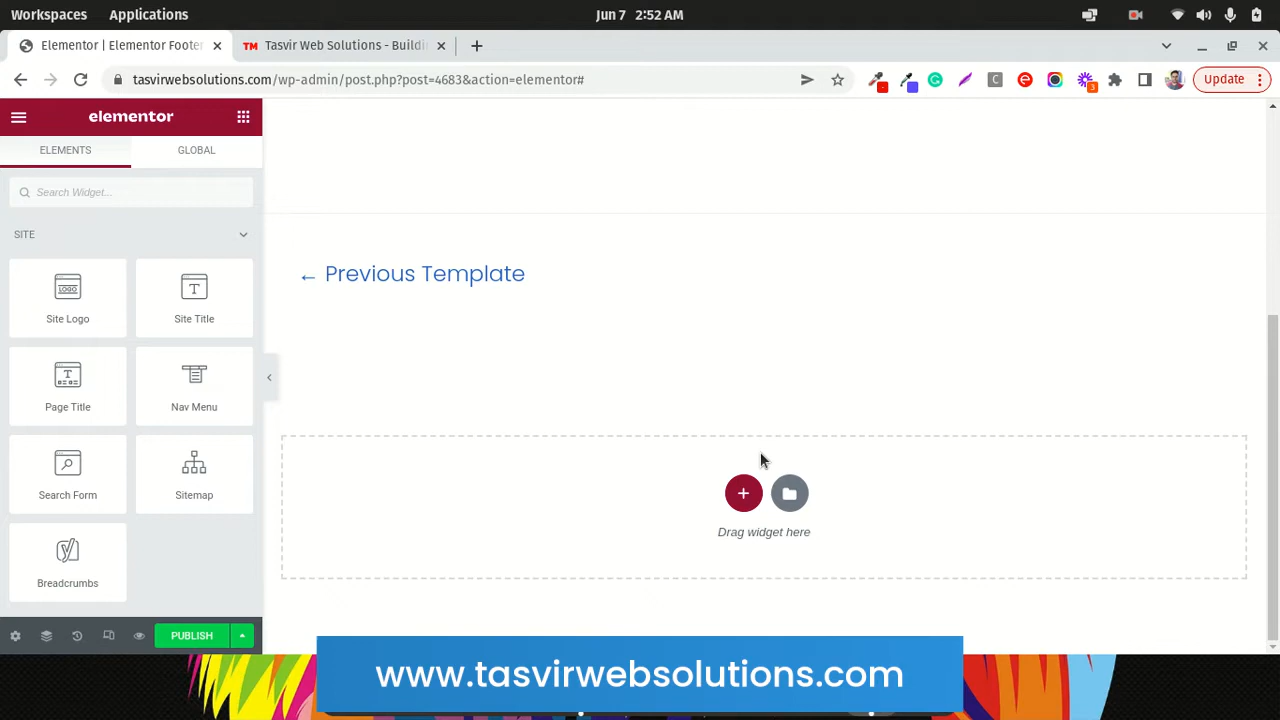 Workspaces Applications Jun 7 2:52 AM
Elementor | Elementor Footer Tasvir Web Solutions - Buildi
tasvirwebsolutions.com/wp-admin/post.php?post=4683&action=elementor# Update
elementor
ELEMENTS GLOBAL
Search Widget...
SITE
Site Logo Site Title
Page Title Nav Menu
Search Form Sitemap
Breadcrumbs
PUBLISH
← Previous Template
Drag widget here
www.tasvirwebsolutions.com